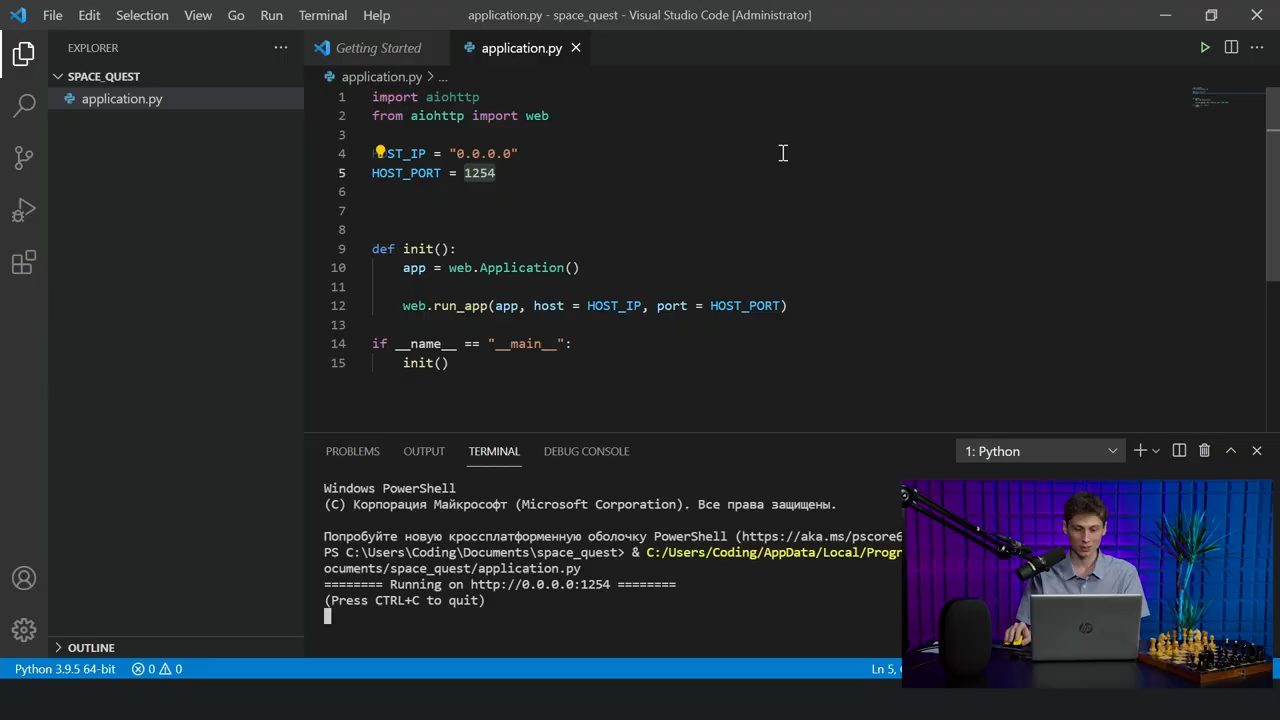 File Edit Selection View Go Run Terminal Help
application.py - space_quest - Visual Studio Code [Administrator]
EXPLORER
SPACE_QUEST
application.py
OUTLINE
Getting Started
application.py
application.py > ...
1 import aiohttp
2 from aiohttp import web
3
4 HOST_IP = "0.0.0.0"
5 HOST_PORT = 1254
6
7
8
9 def init():
10 app = web.Application()
11
12 web.run_app(app, host = HOST_IP, port = HOST_PORT)
13
14 if __name__ == "__main__":
15 init()
PROBLEMS OUTPUT TERMINAL DEBUG CONSOLE
1: Python
Windows PowerShell
(C) Корпорация Майкрософт (Microsoft Corporation). Все права защищены.
Попробуйте новую кроссплатформенную оболочку PowerShell (https://aka.ms/pscore6
PS C:\Users\Coding\Documents\space_quest> & C:/Users/Coding/AppData/Local/Progr
ocuments/space_quest/application.py
======== Running on http://0.0.0.0:1254 ========
(Press CTRL+C to quit)
Python 3.9.5 64-bit 0 0
Ln 5,